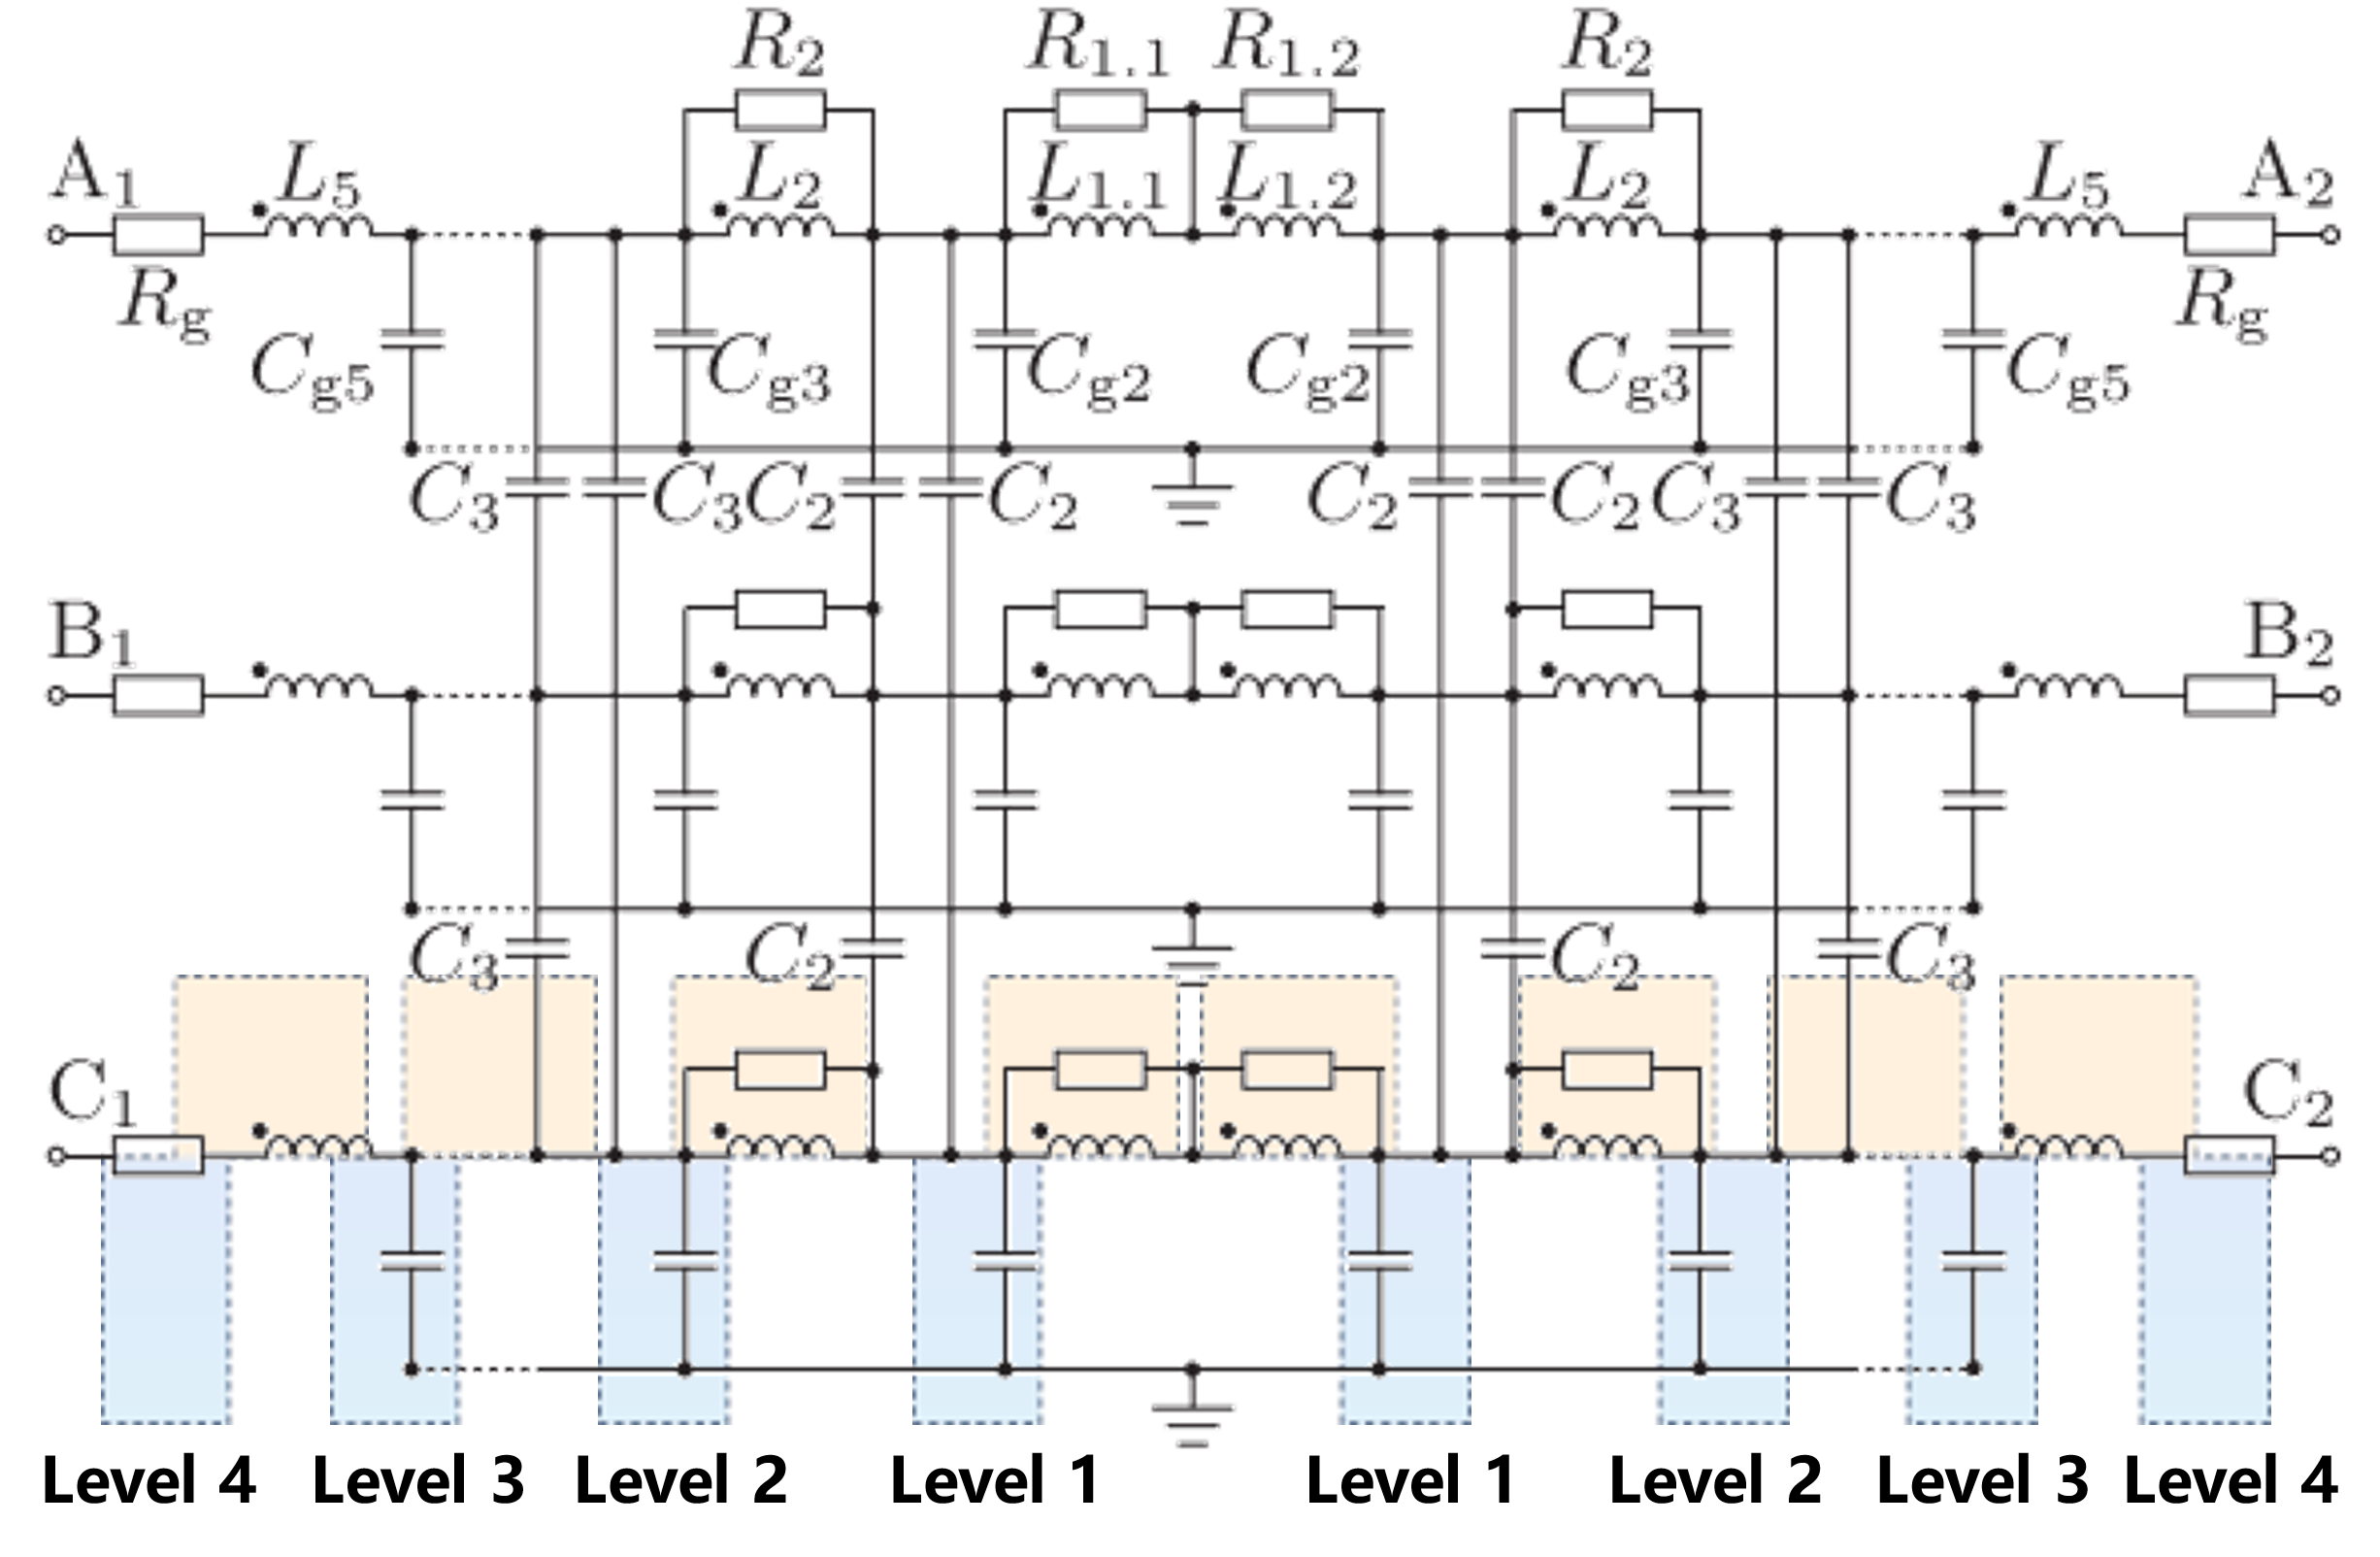 R2 R1.1 R1.2 R2
A1 L5 L2 L1.1 L1.2 L2 L5 A2
Rg Cg5 Cg3 Cg2 Cg2 Cg3 Cg5 Rg
C3 C3 C2 C2 C2 C2 C3 C3
B1 B2
C3 C2 C2 C3
C1 C2
Level 4 Level 3 Level 2 Level 1 Level 1 Level 2 Level 3 Level 4